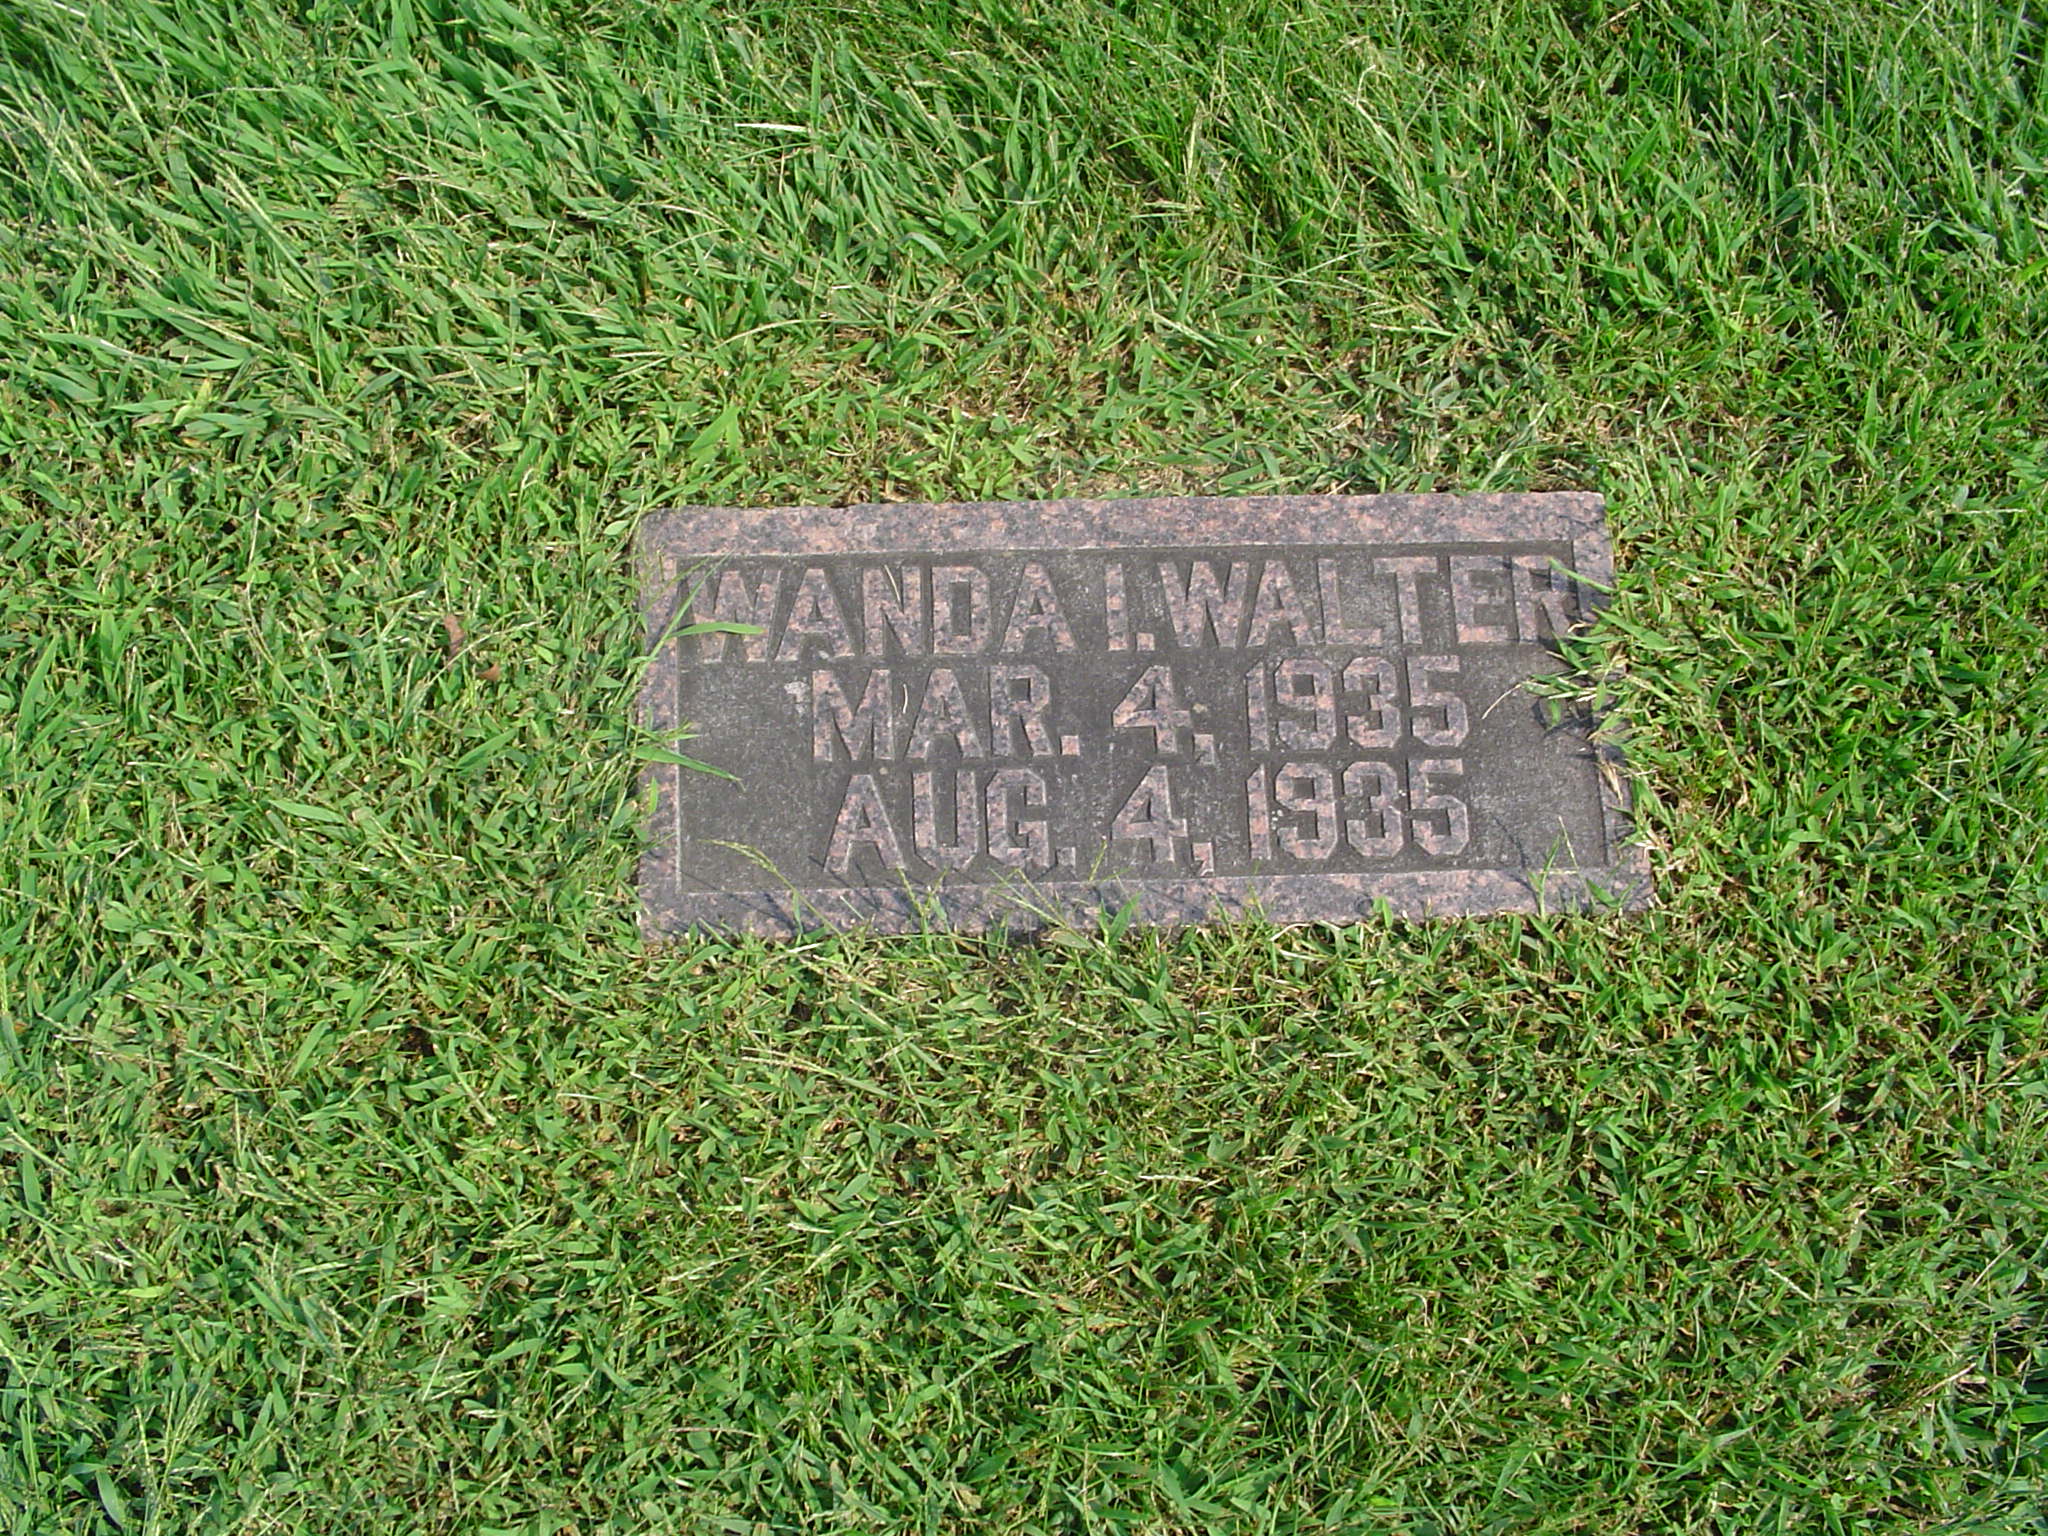 WANDA I. WALTER
MAR. 4, 1935
AUG. 4, 1935